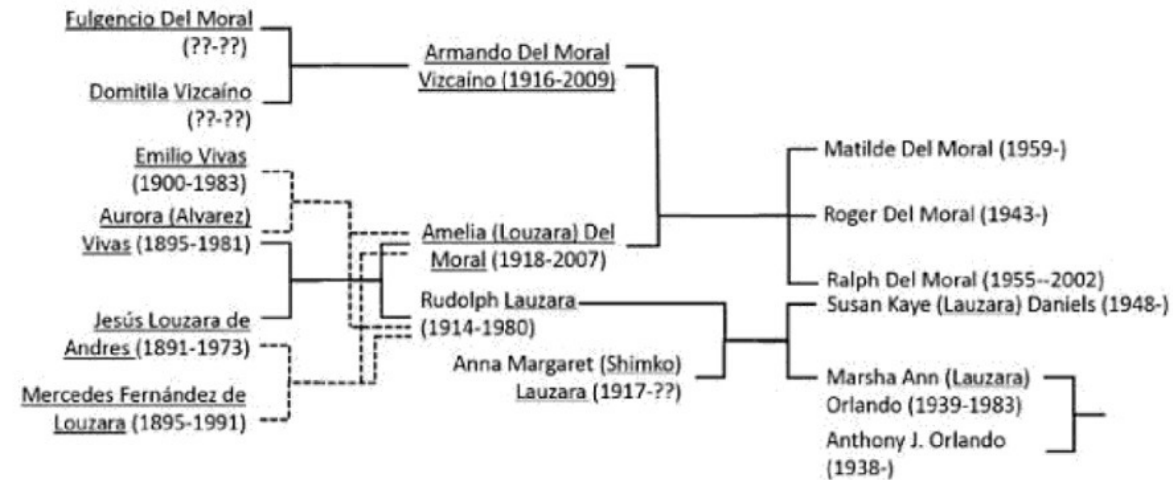 Fulgencio Del Moral
(??-??)
Domitila Vizcaíno
(??-??)
Emilio Vivas
(1900-1983)
Aurora (Alvarez)
Vivas (1895-1981)
Jesús Louzara de
Andres (1891-1973)
Mercedes Fernández de
Louzara (1895-1991)
Armando Del Moral
Vizcaíno (1916-2009)
Amelia (Louzara) Del
Moral (1918-2007)
Rudolph Lauzara
(1914-1980)
Anna Margaret (Shimko)
Lauzara (1917-??)
Matilde Del Moral (1959-)
Roger Del Moral (1943-)
Ralph Del Moral (1955--2002)
Susan Kaye (Lauzara) Daniels (1948-)
Marsha Ann (Lauzara)
Orlando (1939-1983)
Anthony J. Orlando
(1938-)